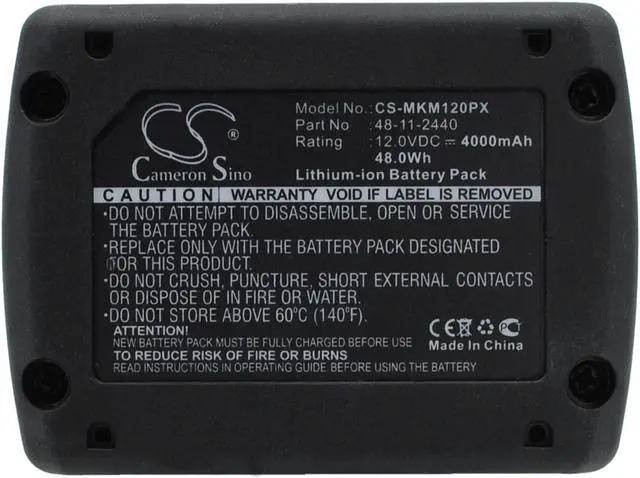 CS ®
Cameron Sino
Model No.: CS-MKM120PX
Part No : 48-11-2440
Rating : 12.0VDC ⎓ 4000mAh
48.0Wh
Lithium-ion Battery Pack
CAUTION WARRANTY VOID IF LABEL IS REMOVED
•DO NOT ATTEMPT TO DISASSEMBLE, OPEN OR SERVICE
THE BATTERY PACK.
•REPLACE ONLY WITH THE BATTERY PACK DESIGNATED
FOR THIS PRODUCT.
•DO NOT CRUSH, PUNCTURE, SHORT EXTERNAL CONTACTS
OR DISPOSE OF IN FIRE OR WATER.
•DO NOT STORE ABOVE 60°C (140°F).
ATTENTION:
NEW BATTERY PACK MUST BE FULLY CHARGED BEFORE FIRST USE
TO REDUCE RISK OF FIRE OR BURNS
READ INSTRUCTIONS IN OPERATING GUIDE BEFORE USING BATTERY
CE
Made In China